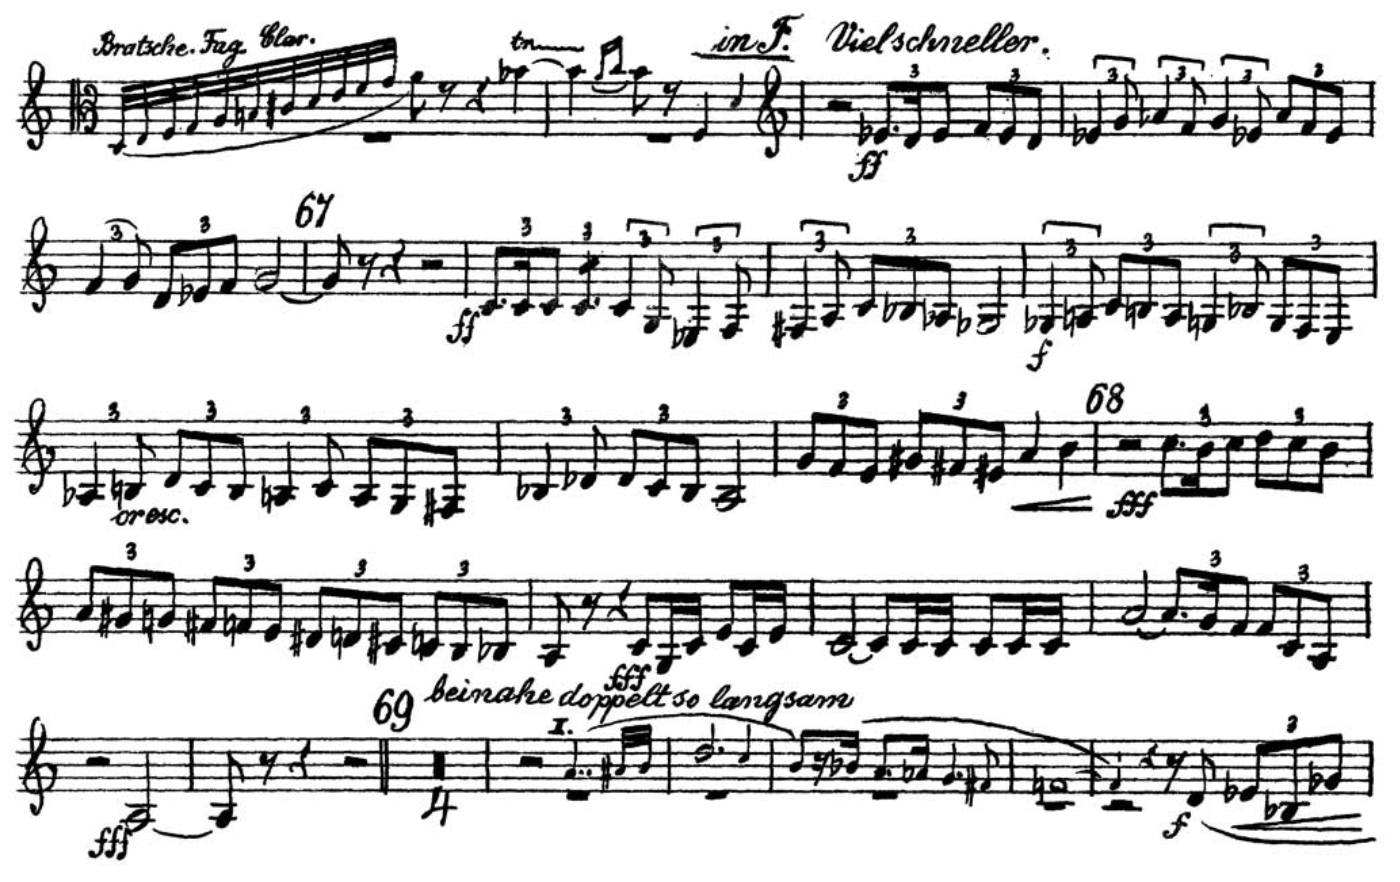 Bratsche. Fag. Clar. tr in F. Viel schneller.
3 3 3 3 3 3
ff
67
3 3 3 3 3 3 3 3 3 3 3 3
ff f
68
3 3 3 3 3 3 3 3 3 3
cresc. fff
3 3 3 3 3 3
fff
69 beinahe doppelt so langsam
I. 3
fff 4 f